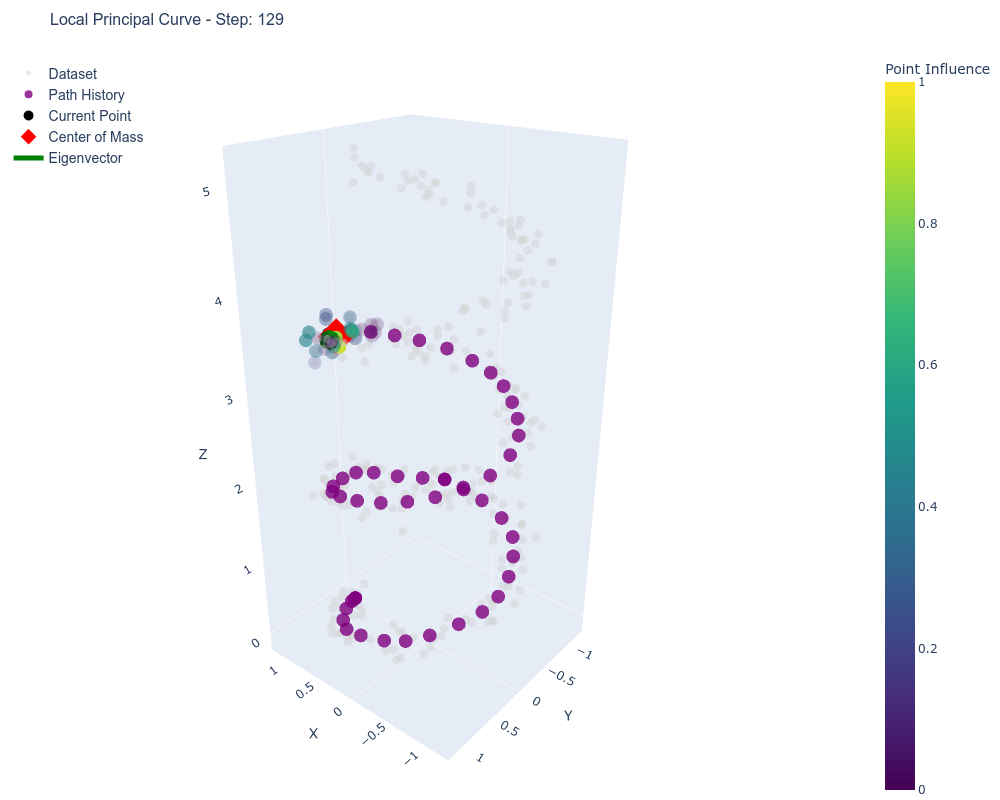 Local Principal Curve - Step: 129
Dataset
Path History
Current Point
Center of Mass
Eigenvector
Point Influence
1
0.8
0.6
0.4
0.2
0
5
4
3
2
1
0
Z
1
0.5
0
−0.5
−1
X
−1
−0.5
0
0.5
1
Y